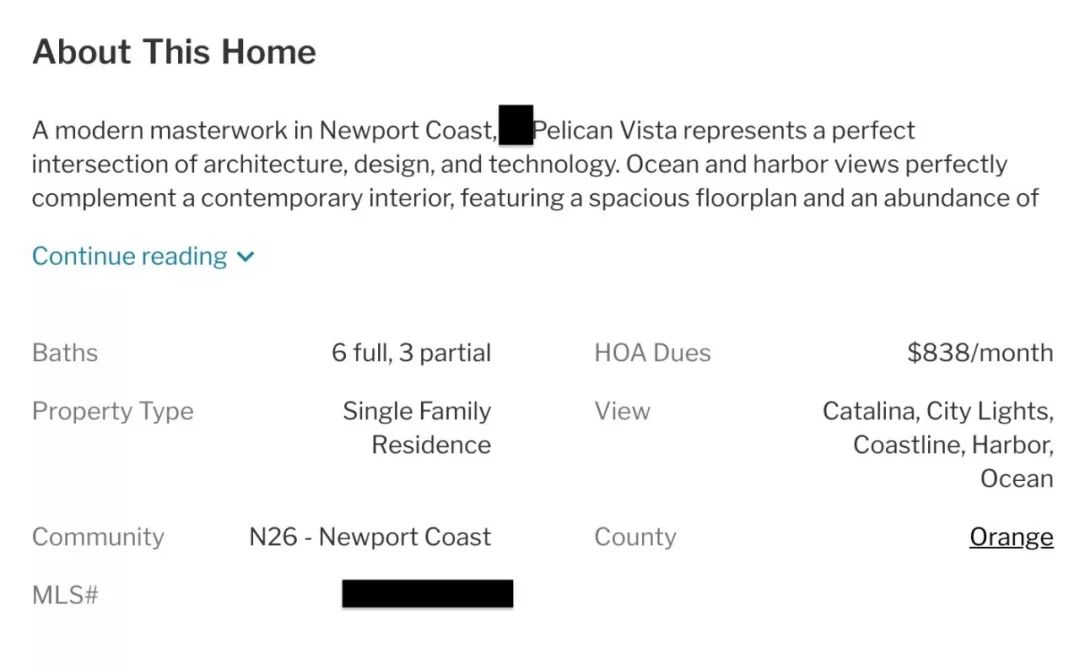 About This Home
A modern masterwork in Newport Coast, Pelican Vista represents a perfect
intersection of architecture, design, and technology. Ocean and harbor views perfectly
complement a contemporary interior, featuring a spacious floorplan and an abundance of
Continue reading
Baths 6 full, 3 partial HOA Dues $838/month
Property Type Single Family View Catalina, City Lights,
Residence Coastline, Harbor,
Ocean
Community N26 - Newport Coast County Orange
MLS#